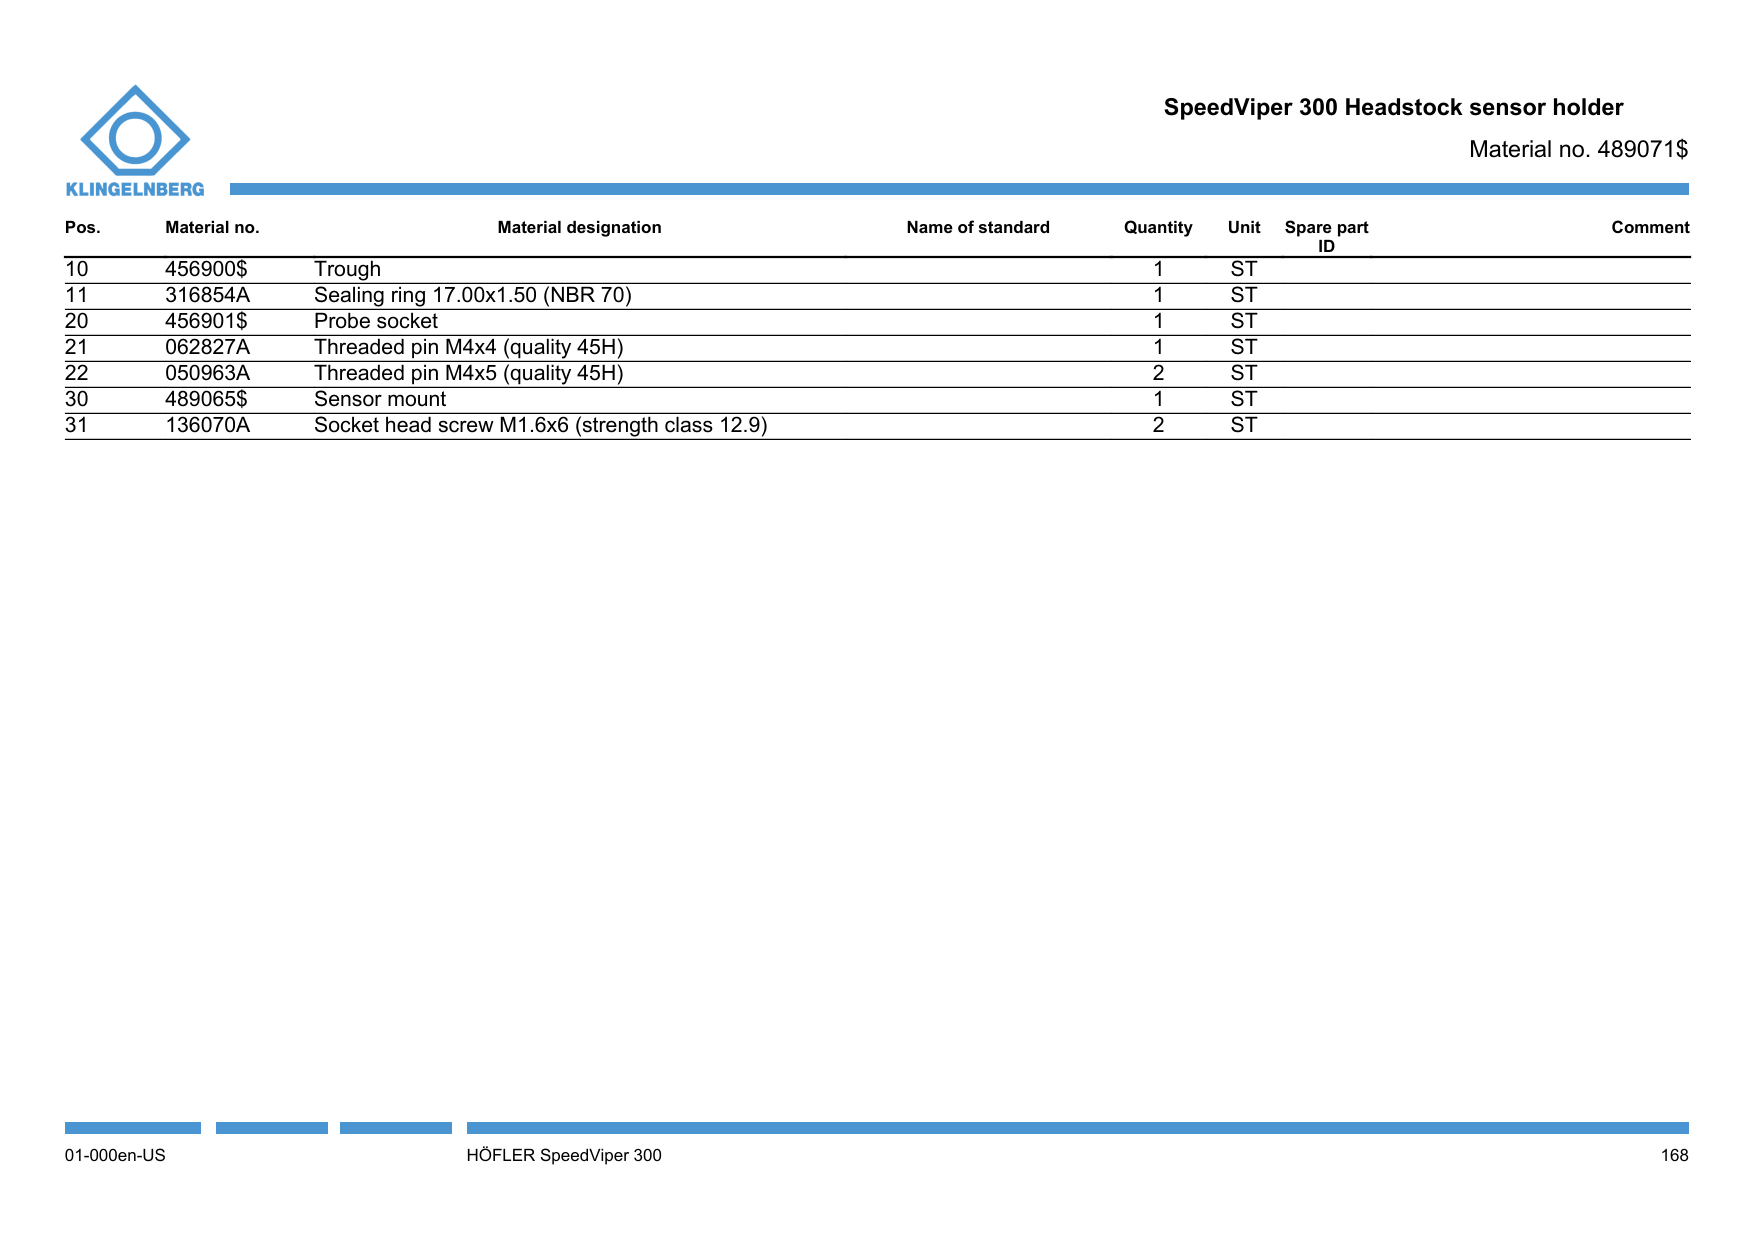 KLINGELNBERG
SpeedViper 300 Headstock sensor holder
Material no. 489071$
Pos. Material no. Material designation Name of standard Quantity Unit Spare part ID Comment
10 456900$ Trough 1 ST
11 316854A Sealing ring 17.00x1.50 (NBR 70) 1 ST
20 456901$ Probe socket 1 ST
21 062827A Threaded pin M4x4 (quality 45H) 1 ST
22 050963A Threaded pin M4x5 (quality 45H) 2 ST
30 489065$ Sensor mount 1 ST
31 136070A Socket head screw M1.6x6 (strength class 12.9) 2 ST
01-000en-US HÖFLER SpeedViper 300 168